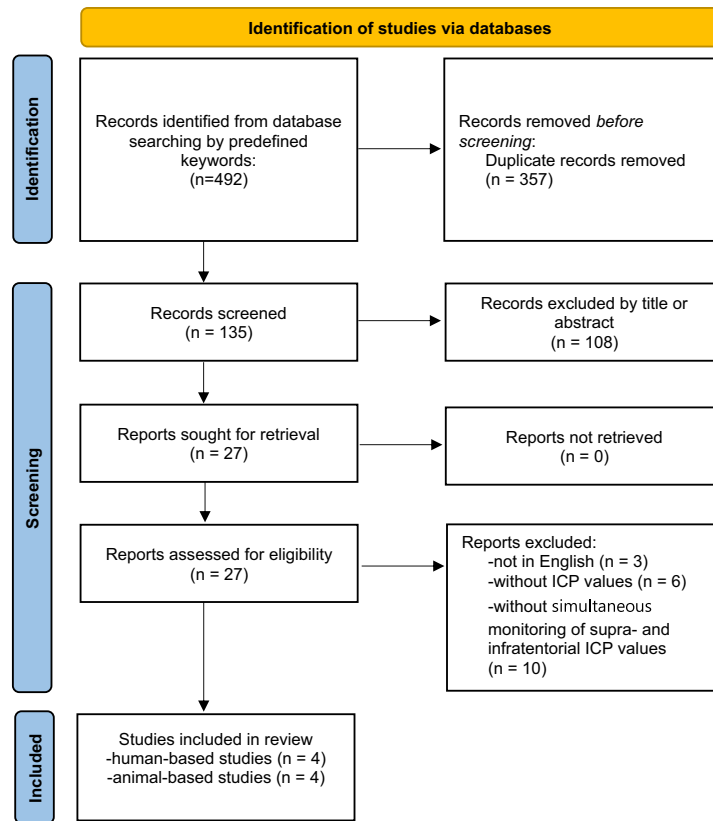 Identification of studies via databases
Identification
Records identified from database
searching by predefined
keywords:
(n=492)
Records removed before
screening:
Duplicate records removed
(n = 357)
Screening
Records screened
(n = 135)
Records excluded by title or
abstract
(n = 108)
Reports sought for retrieval
(n = 27)
Reports not retrieved
(n = 0)
Reports assessed for eligibility
(n = 27)
Reports excluded:
-not in English (n = 3)
-without ICP values (n = 6)
-without simultaneous
monitoring of supra- and
infratentorial ICP values
(n = 10)
Included
Studies included in review
-human-based studies (n = 4)
-animal-based studies (n = 4)